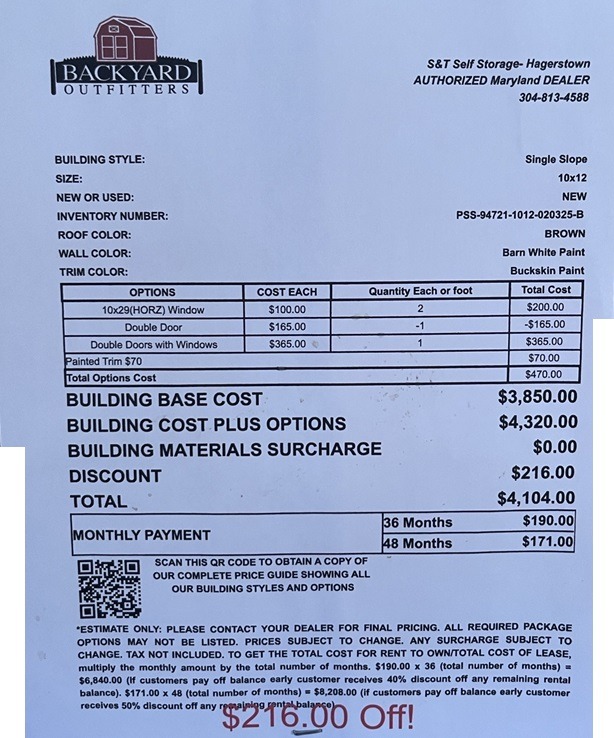 BACKYARD
OUTFITTERS
S&T Self Storage- Hagerstown
AUTHORIZED Maryland DEALER
304-813-4588
BUILDING STYLE: Single Slope
SIZE: 10x12
NEW OR USED: NEW
INVENTORY NUMBER: PSS-94721-1012-020325-B
ROOF COLOR: BROWN
WALL COLOR: Barn White Paint
TRIM COLOR: Buckskin Paint
OPTIONS COST EACH Quantity Each or foot Total Cost
10x29(HORZ) Window $100.00 2 $200.00
Double Door $165.00 -1 -$165.00
Double Doors with Windows $365.00 1 $365.00
Painted Trim $70 $70.00
Total Options Cost $470.00
BUILDING BASE COST $3,850.00
BUILDING COST PLUS OPTIONS $4,320.00
BUILDING MATERIALS SURCHARGE $0.00
DISCOUNT $216.00
TOTAL $4,104.00
MONTHLY PAYMENT
36 Months $190.00
48 Months $171.00
SCAN THIS QR CODE TO OBTAIN A COPY OF
OUR COMPLETE PRICE GUIDE SHOWING ALL
OUR BUILDING STYLES AND OPTIONS
*ESTIMATE ONLY: PLEASE CONTACT YOUR DEALER FOR FINAL PRICING. ALL REQUIRED PACKAGE
OPTIONS MAY NOT BE LISTED. PRICES SUBJECT TO CHANGE. ANY SURCHARGE SUBJECT TO
CHANGE. TAX NOT INCLUDED. TO GET THE TOTAL COST FOR RENT TO OWN/TOTAL COST OF LEASE,
multiply the monthly amount by the total number of months. $190.00 x 36 (total number of months) =
$6,840.00 (If customers pay off balance early customer receives 40% discount off any remaining rental
balance). $171.00 x 48 (total number of months) = $8,208.00 (if customers pay off balance early customer
receives 50% discount off any remaining rental balance)
$216.00 Off!